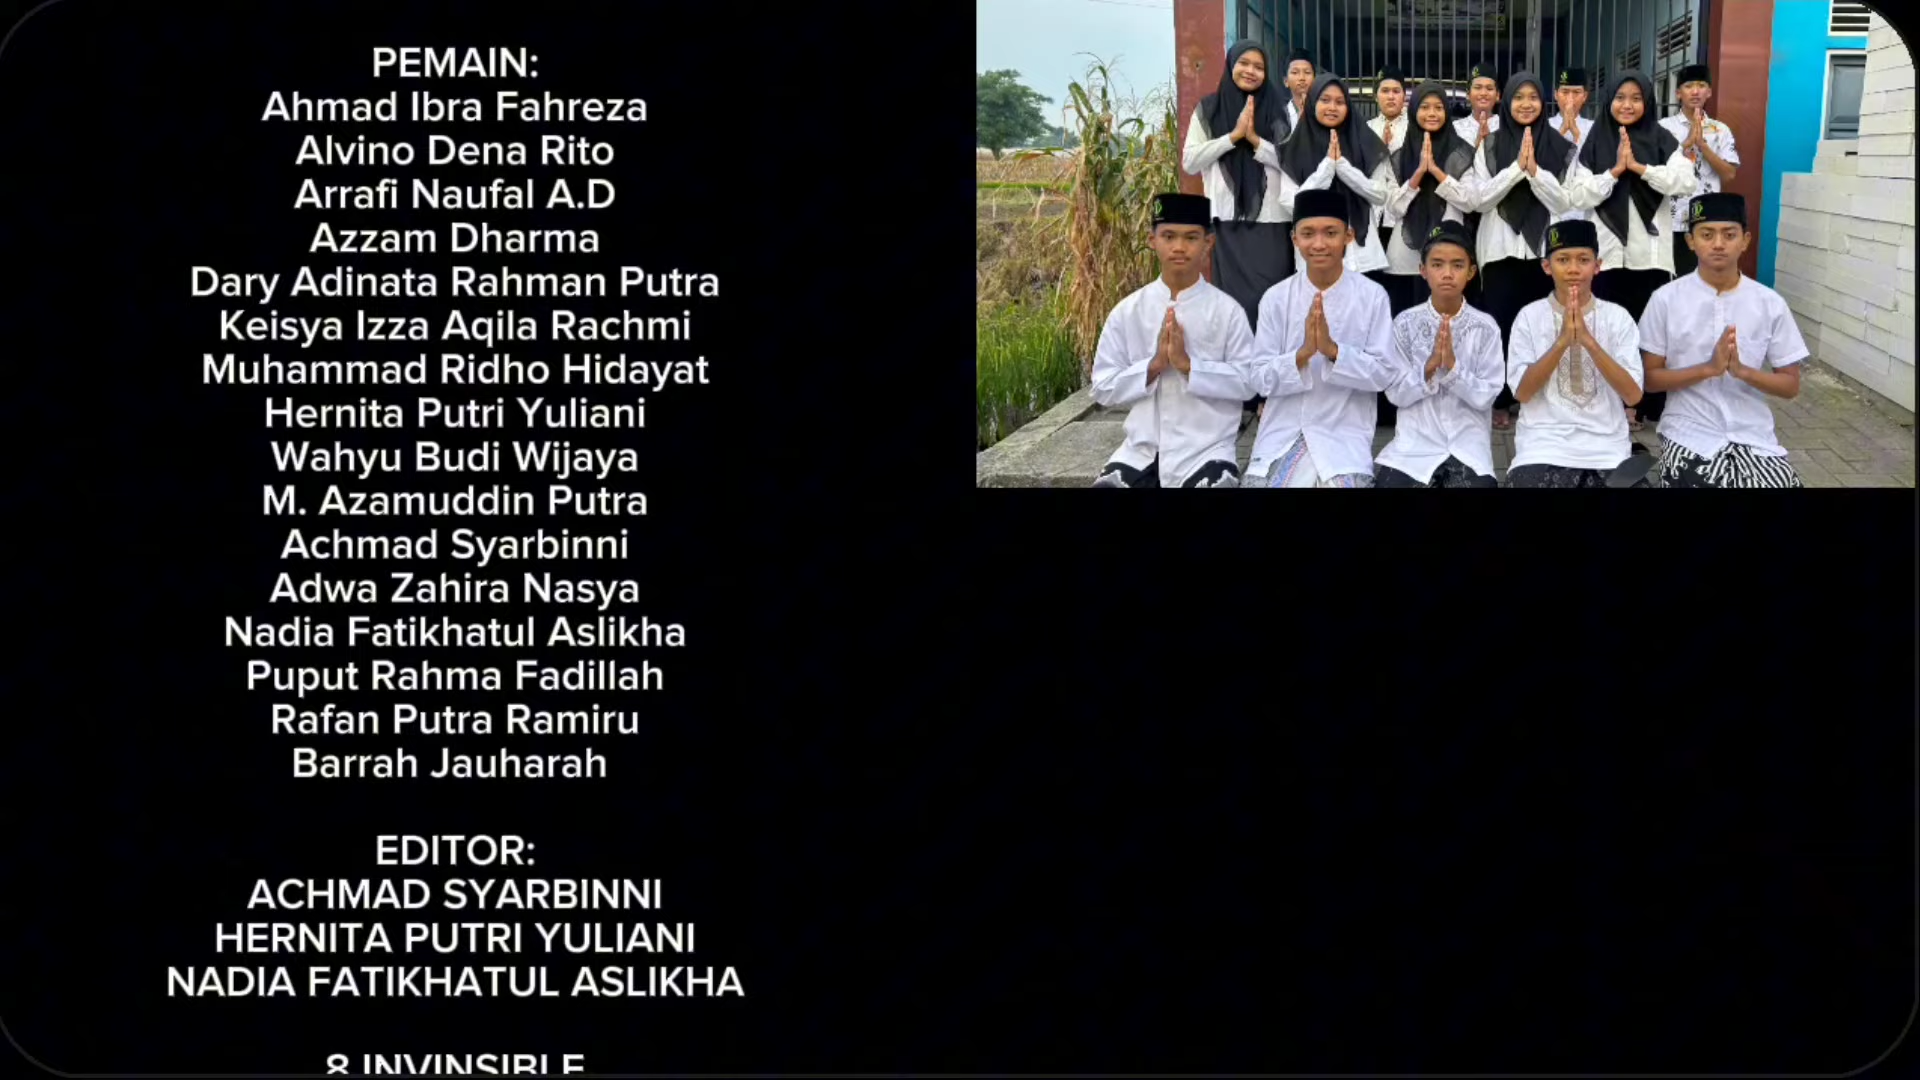 PEMAIN:
Ahmad Ibra Fahreza
Alvino Dena Rito
Arrafi Naufal A.D
Azzam Dharma
Dary Adinata Rahman Putra
Keisya Izza Aqila Rachmi
Muhammad Ridho Hidayat
Hernita Putri Yuliani
Wahyu Budi Wijaya
M. Azamuddin Putra
Achmad Syarbinni
Adwa Zahira Nasya
Nadia Fatikhatul Aslikha
Puput Rahma Fadillah
Rafan Putra Ramiru
Barrah Jauharah
EDITOR:
ACHMAD SYARBINNI
HERNITA PUTRI YULIANI
NADIA FATIKHATUL ASLIKHA
8 INVINSIBLE